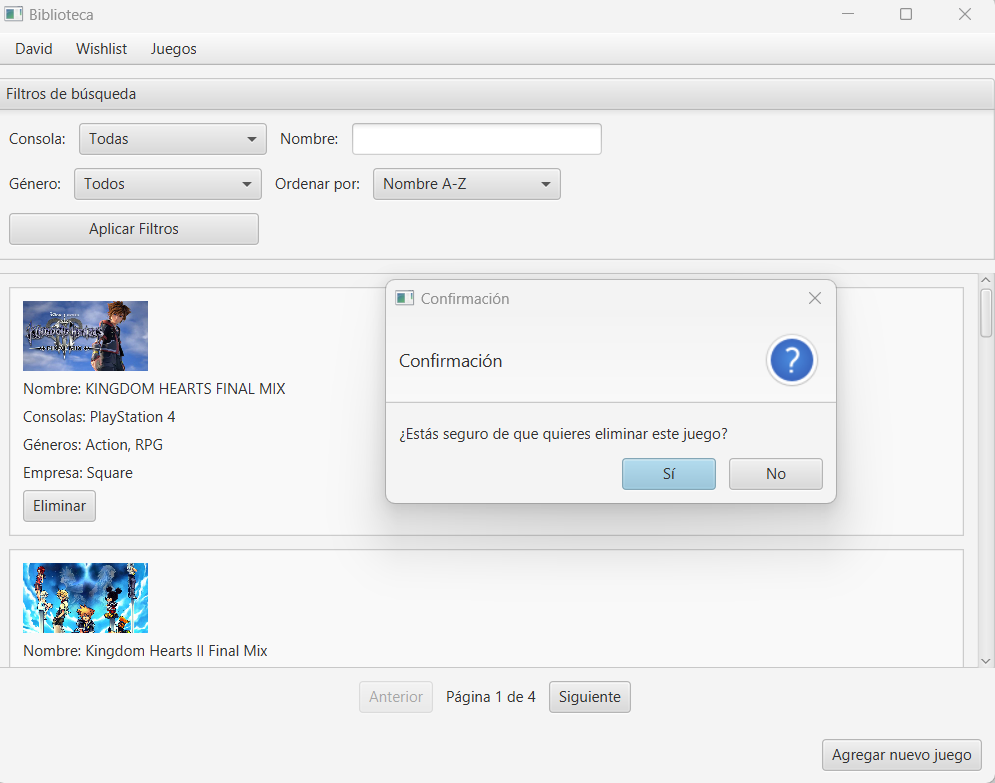 Biblioteca
David Wishlist Juegos
Filtros de búsqueda
Consola: Todas Nombre:
Género: Todos Ordenar por: Nombre A-Z
Aplicar Filtros
KINGDOM HEARTS
Nombre: KINGDOM HEARTS FINAL MIX
Consolas: PlayStation 4
Géneros: Action, RPG
Empresa: Square
Eliminar
Confirmación
Confirmación
?
¿Estás seguro de que quieres eliminar este juego?
Sí No
Nombre: Kingdom Hearts II Final Mix
Anterior Página 1 de 4 Siguiente
Agregar nuevo juego